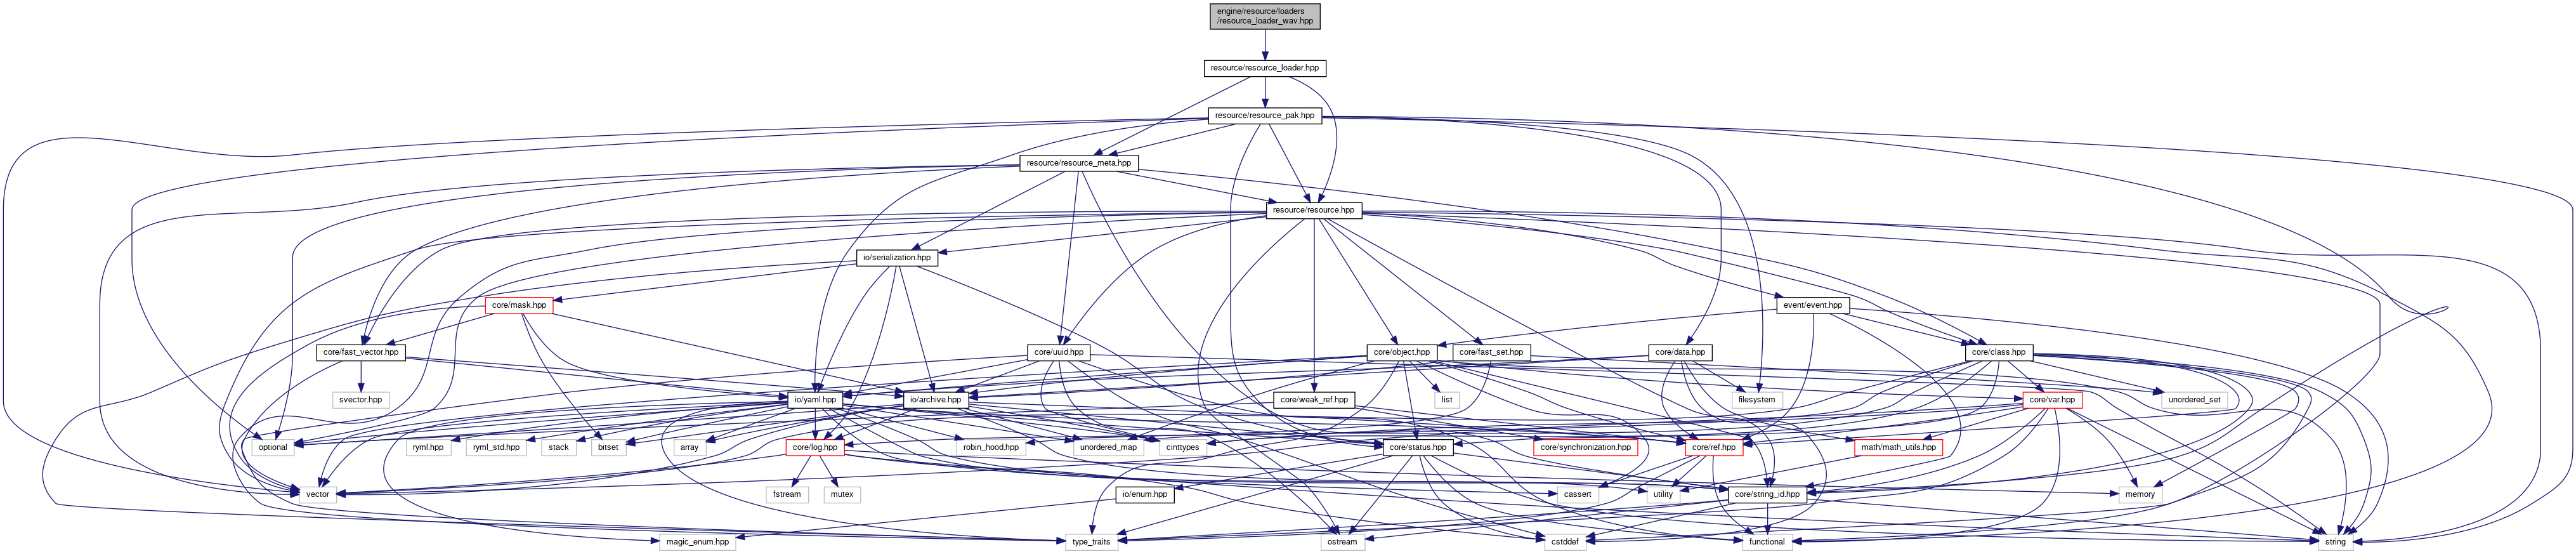 engine/resource/loaders
/resource_loader_wav.hpp
resource/resource_loader.hpp
resource/resource_pak.hpp
resource/resource_meta.hpp
resource/resource.hpp
io/serialization.hpp
core/mask.hpp
event/event.hpp
core/fast_vector.hpp
core/uuid.hpp
core/object.hpp
core/fast_set.hpp
core/data.hpp
core/class.hpp
svector.hpp
io/yaml.hpp
io/archive.hpp
core/weak_ref.hpp
list
filesystem
core/var.hpp
unordered_set
optional
ryml.hpp
ryml_std.hpp
stack
bitset
array
core/log.hpp
robin_hood.hpp
unordered_map
cinttypes
core/status.hpp
core/synchronization.hpp
core/ref.hpp
math/math_utils.hpp
vector
fstream
mutex
cassert
utility
io/enum.hpp
core/string_id.hpp
memory
magic_enum.hpp
type_traits
ostream
cstddef
functional
string